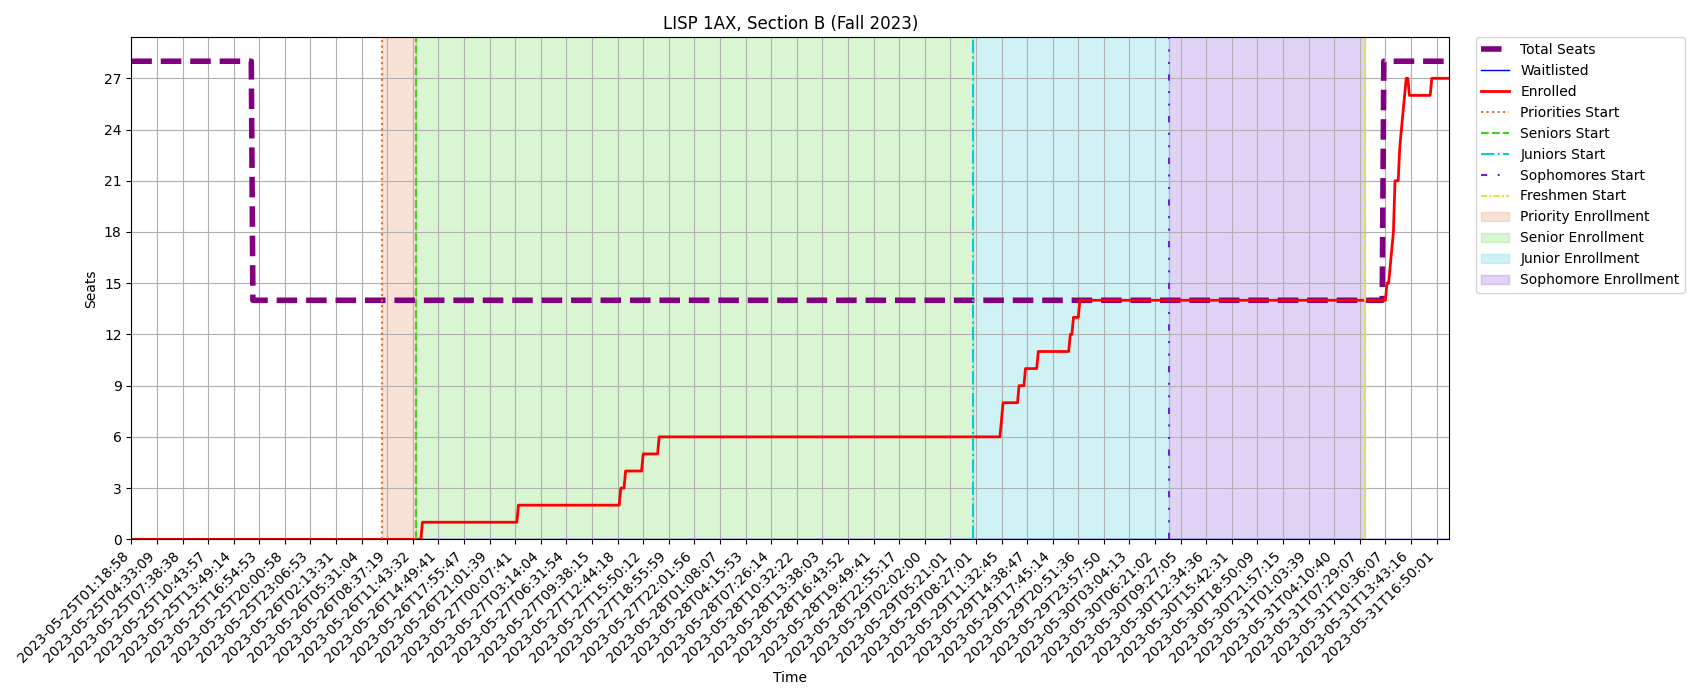 LISP 1AX, Section B (Fall 2023)
Total Seats
Waitlisted
Enrolled
Priorities Start
Seniors Start
Juniors Start
Sophomores Start
Freshmen Start
Priority Enrollment
Senior Enrollment
Junior Enrollment
Sophomore Enrollment
Seats
27
24
21
18
15
12
9
6
3
0
2023-05-25T01:18:58
2023-05-25T04:33:09
2023-05-25T07:38:38
2023-05-25T10:43:57
2023-05-25T13:49:14
2023-05-25T16:54:53
2023-05-25T20:00:58
2023-05-25T23:06:53
2023-05-26T02:13:31
2023-05-26T05:31:04
2023-05-26T08:37:19
2023-05-26T11:43:32
2023-05-26T14:49:41
2023-05-26T17:55:47
2023-05-26T21:01:39
2023-05-27T00:07:41
2023-05-27T03:14:04
2023-05-27T06:31:54
2023-05-27T09:38:15
2023-05-27T12:44:18
2023-05-27T15:50:12
2023-05-27T18:55:59
2023-05-27T22:01:56
2023-05-28T01:08:07
2023-05-28T04:15:53
2023-05-28T07:26:14
2023-05-28T10:32:22
2023-05-28T13:38:03
2023-05-28T16:43:52
2023-05-28T19:49:41
2023-05-28T22:55:17
2023-05-29T02:02:00
2023-05-29T05:21:01
2023-05-29T08:27:01
2023-05-29T11:32:45
2023-05-29T14:38:47
2023-05-29T17:45:14
2023-05-29T20:51:36
2023-05-29T23:57:50
2023-05-30T03:04:13
2023-05-30T06:21:02
2023-05-30T09:27:05
2023-05-30T12:34:36
2023-05-30T15:42:31
2023-05-30T18:50:09
2023-05-30T21:57:15
2023-05-31T01:03:39
2023-05-31T04:10:40
2023-05-31T07:29:07
2023-05-31T10:36:07
2023-05-31T13:43:16
2023-05-31T16:50:01
Time